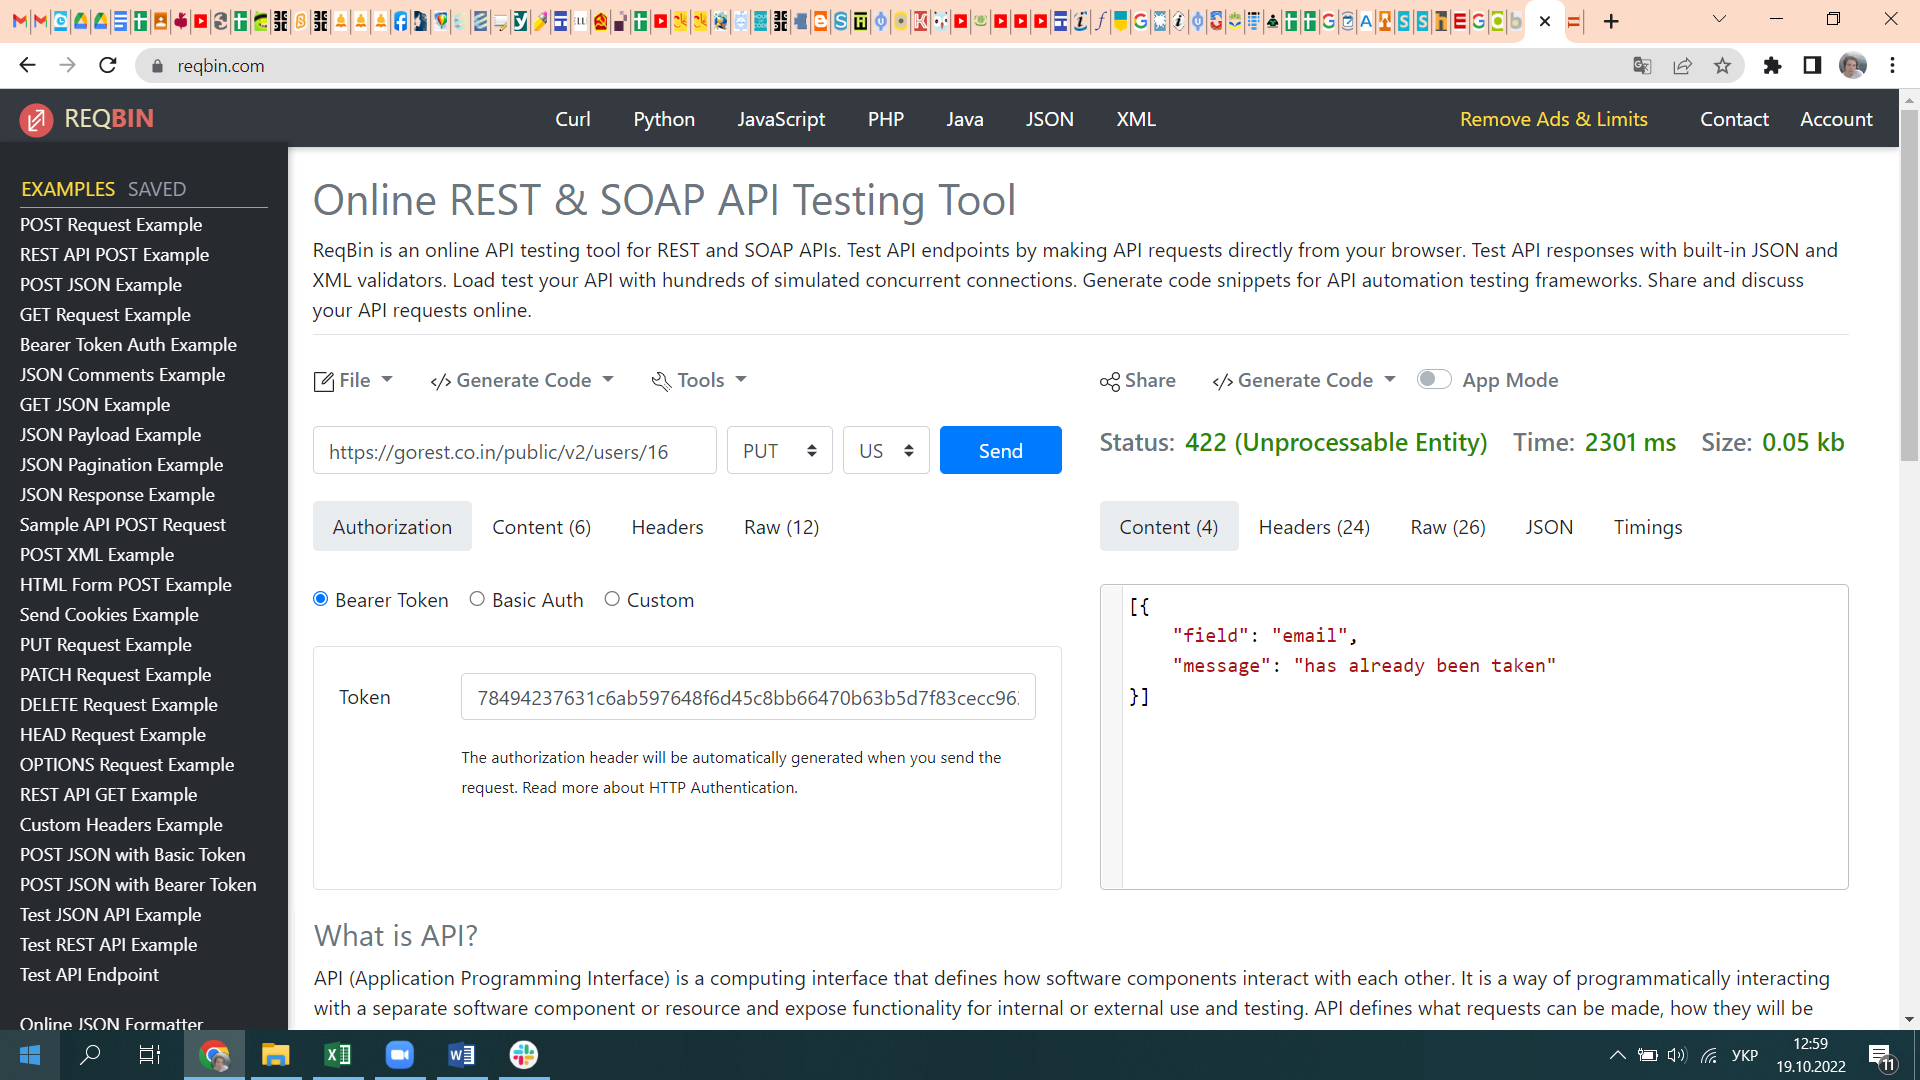 reqbin.com
REQBIN
Curl Python JavaScript PHP Java JSON XML
Remove Ads & Limits Contact Account
EXAMPLES SAVED
POST Request Example
REST API POST Example
POST JSON Example
GET Request Example
Bearer Token Auth Example
JSON Comments Example
GET JSON Example
JSON Payload Example
JSON Pagination Example
JSON Response Example
Sample API POST Request
POST XML Example
HTML Form POST Example
Send Cookies Example
PUT Request Example
PATCH Request Example
DELETE Request Example
HEAD Request Example
OPTIONS Request Example
REST API GET Example
Custom Headers Example
POST JSON with Basic Token
POST JSON with Bearer Token
Test JSON API Example
Test REST API Example
Test API Endpoint
Online JSON Formatter
Online REST & SOAP API Testing Tool
ReqBin is an online API testing tool for REST and SOAP APIs. Test API endpoints by making API requests directly from your browser. Test API responses with built-in JSON and
XML validators. Load test your API with hundreds of simulated concurrent connections. Generate code snippets for API automation testing frameworks. Share and discuss
your API requests online.
File Generate Code Tools
https://gorest.co.in/public/v2/users/16 PUT US Send
Authorization Content (6) Headers Raw (12)
Bearer Token Basic Auth Custom
Token 78494237631c6ab597648f6d45c8bb66470b63b5d7f83cecc96
The authorization header will be automatically generated when you send the
request. Read more about HTTP Authentication.
Share Generate Code App Mode
Status: 422 (Unprocessable Entity) Time: 2301 ms Size: 0.05 kb
Content (4) Headers (24) Raw (26) JSON Timings
[{
"field": "email",
"message": "has already been taken"
}]
What is API?
API (Application Programming Interface) is a computing interface that defines how software components interact with each other. It is a way of programmatically interacting
with a separate software component or resource and expose functionality for internal or external use and testing. API defines what requests can be made, how they will be
УКР
12:59
19.10.2022
11